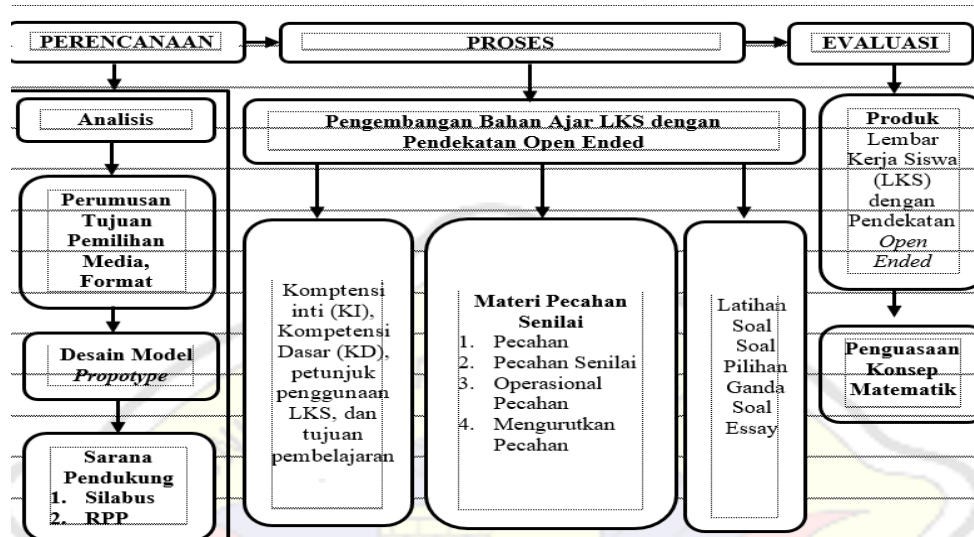 PERENCANAAN
PROSES
EVALUASI
Analisis
Perumusan
Tujuan
Pemilihan
Media,
Format
Desain Model
Propotype
Sarana
Pendukung
1. Silabus
2. RPP
Pengembangan Bahan Ajar LKS dengan
Pendekatan Open Ended
Komptensi
inti (KI),
Kompetensi
Dasar (KD),
petunjuk
penggunaan
LKS, dan
tujuan
pembelajaran
Materi Pecahan
Senilai
1. Pecahan
2. Pecahan Senilai
3. Operasional
Pecahan
4. Mengurutkan
Pecahan
Latihan
Soal
Soal
Pilihan
Ganda
Soal
Essay
Produk
Lembar
Kerja Siswa
(LKS)
dengan
Pendekatan
Open
Ended
Penguasaan
Konsep
Matematik